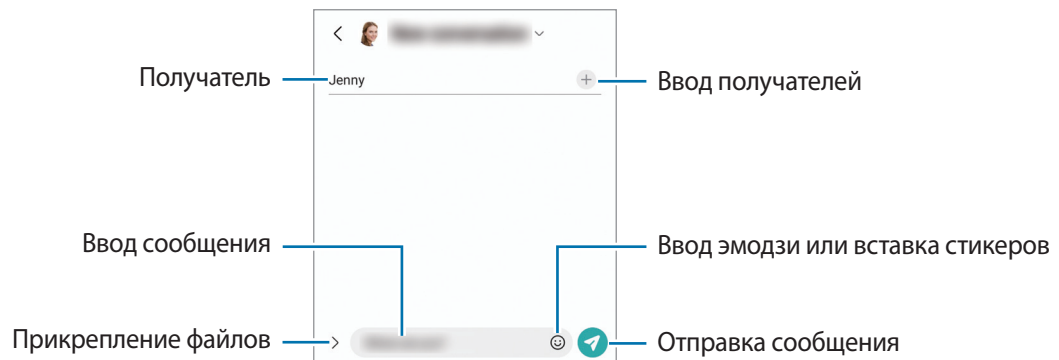 Получатель
Jenny
Ввод получателей
Ввод сообщения
Ввод эмодзи или вставка стикеров
Прикрепление файлов
Отправка сообщения